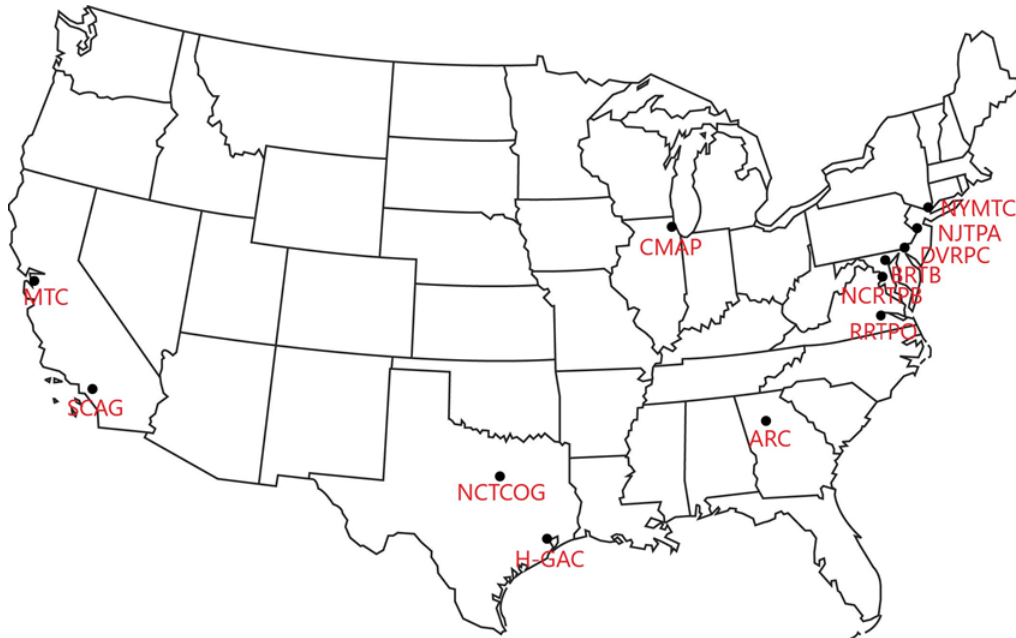 NYMTC
NJTPA
CMAP
DVRPC
BRTB
MTC
NCRTPB
RRTPO
SCAG
ARC
NCTCOG
H-GAC